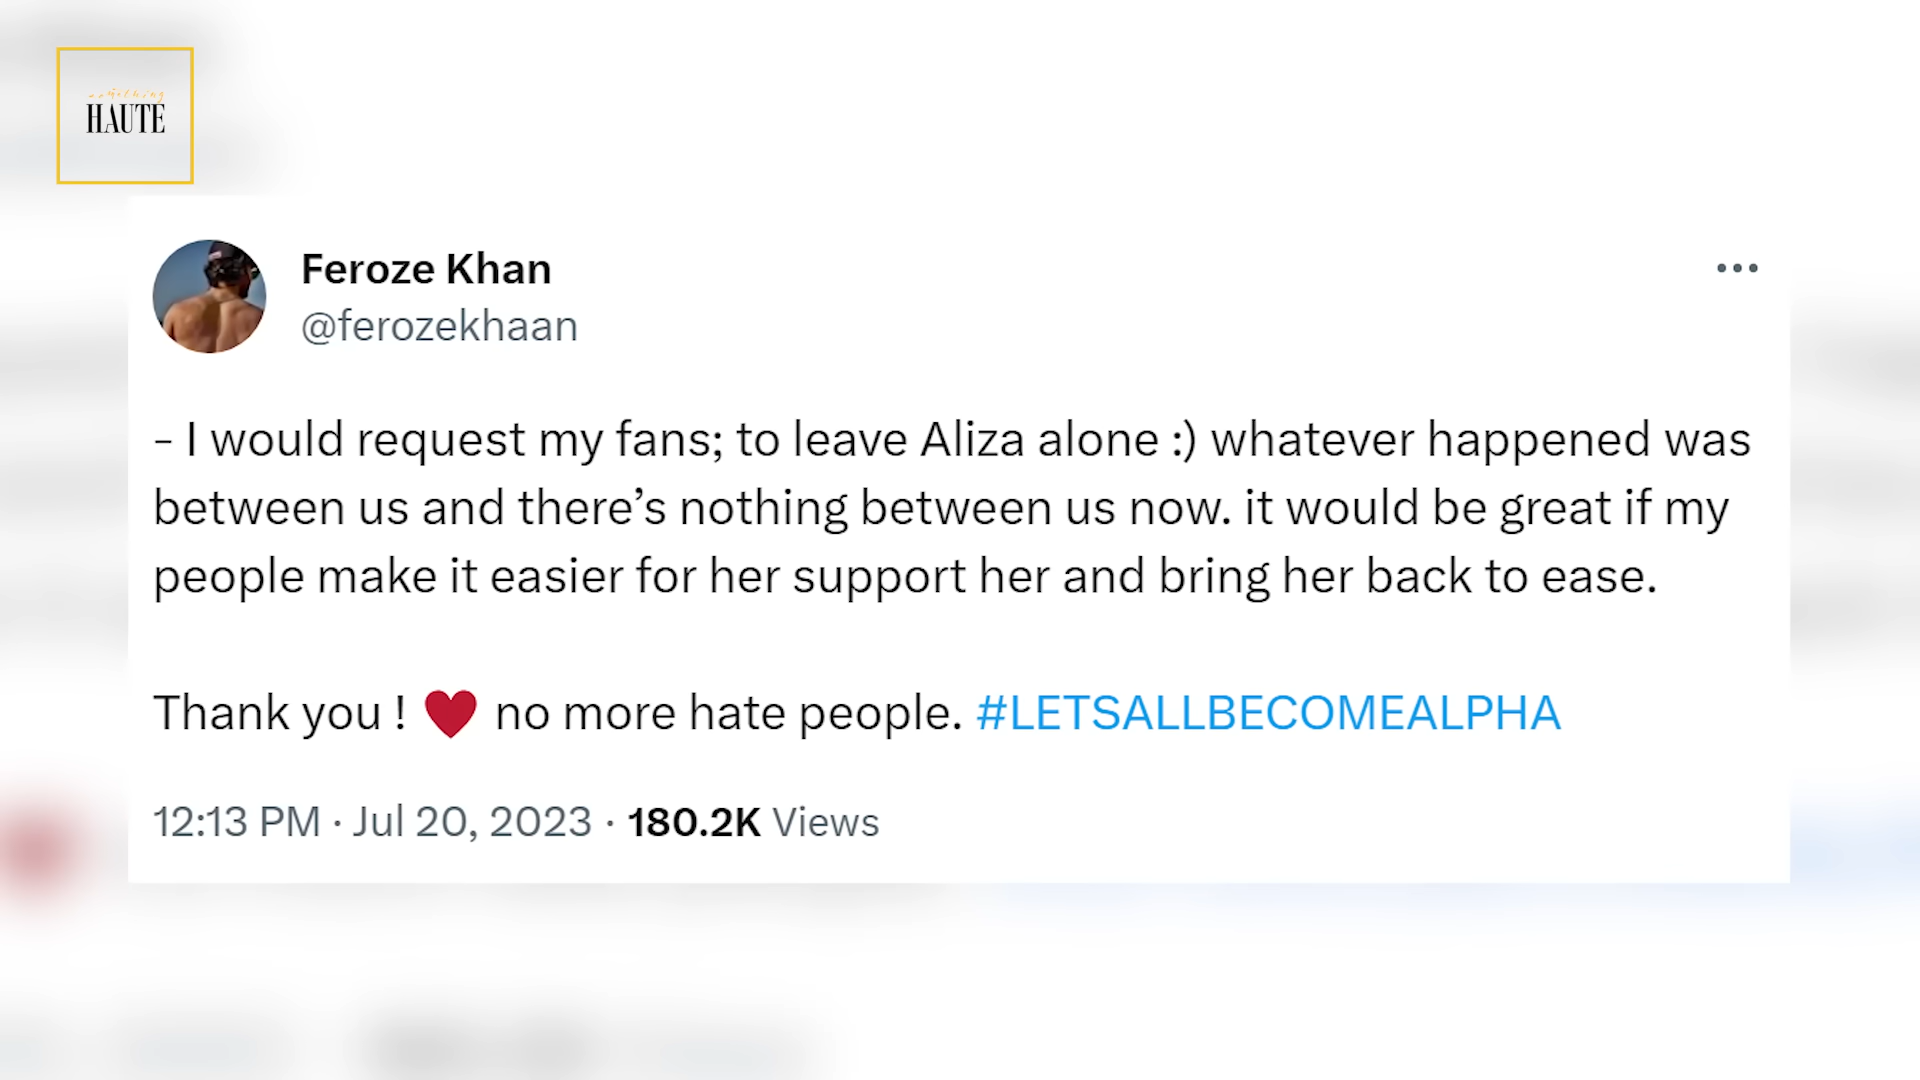 something
HAUTE
Feroze Khan
@ferozekhaan
- I would request my fans; to leave Aliza alone :) whatever happened was
between us and there’s nothing between us now. it would be great if my
people make it easier for her support her and bring her back to ease.
Thank you ! ♥ no more hate people. #LETSALLBECOMEALPHA
12:13 PM · Jul 20, 2023 · 180.2K Views